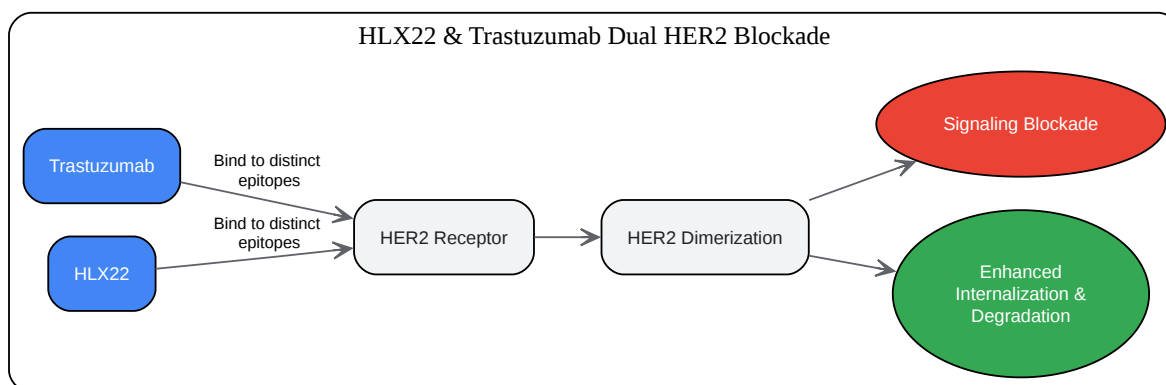 HLX22 & Trastuzumab Dual HER2 Blockade
Trastuzumab
Bind to distinct
epitopes
HLX22
Bind to distinct
epitopes
HER2 Receptor
HER2 Dimerization
Signaling Blockade
Enhanced
Internalization &
Degradation